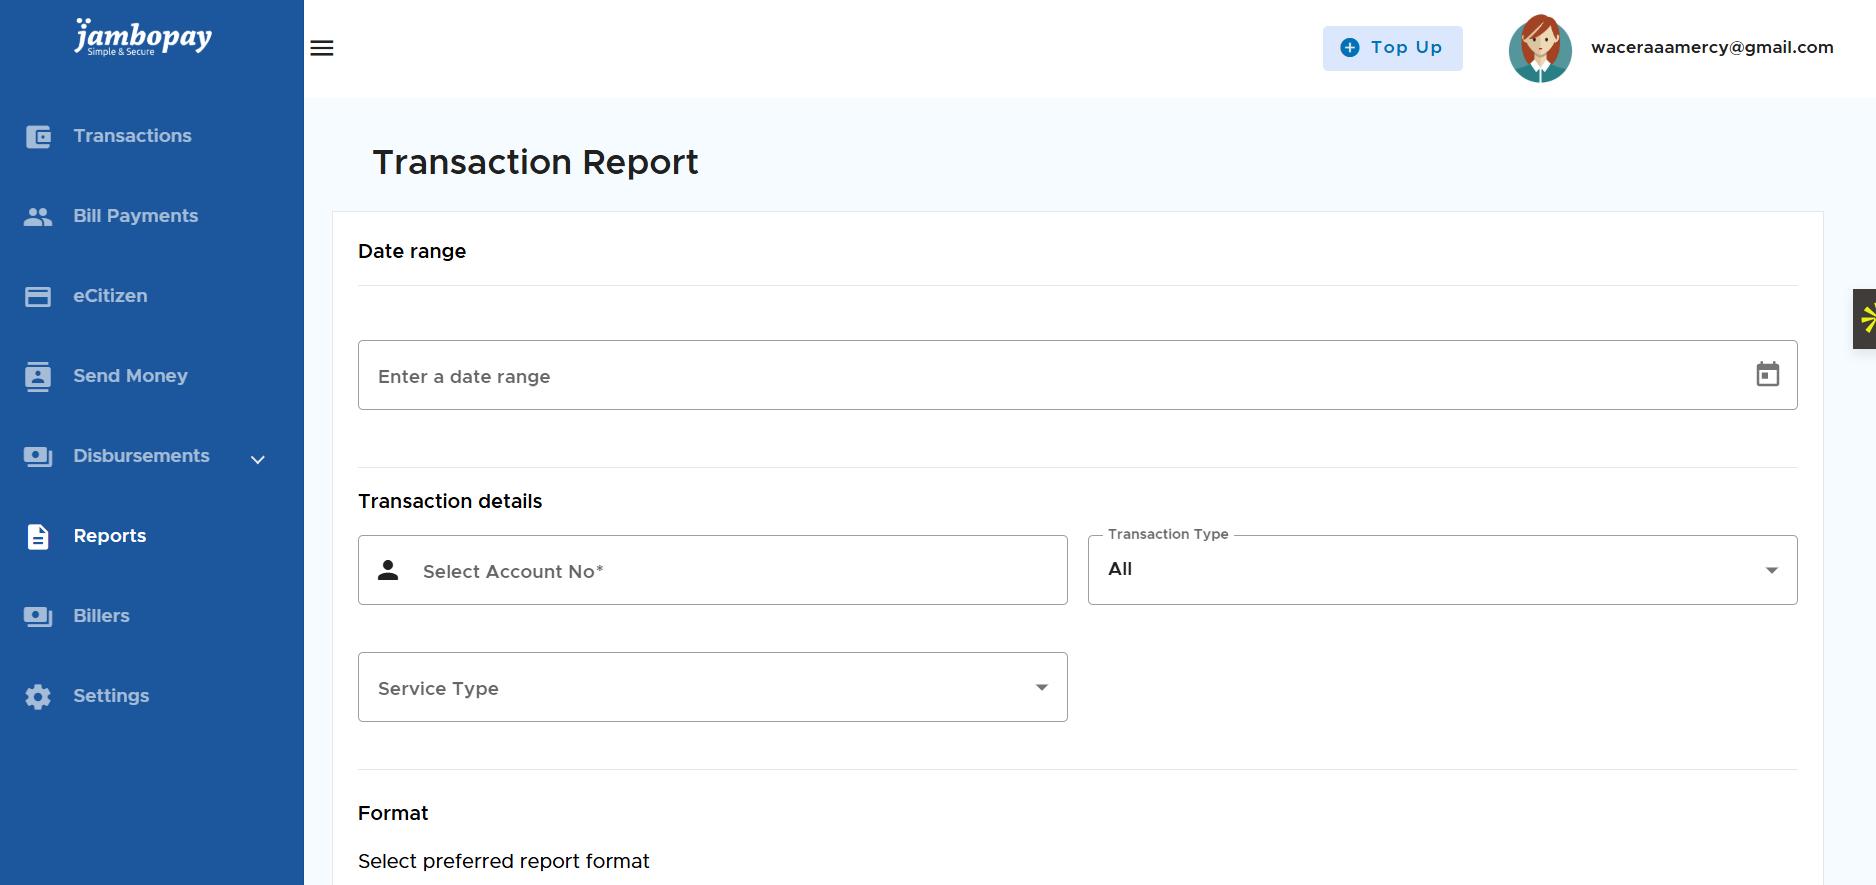 jambopay
Simple & Secure
Top Up
waceraaamercy@gmail.com
Transactions
Bill Payments
eCitizen
Send Money
Disbursements
Reports
Billers
Settings
Transaction Report
Date range
Enter a date range
Transaction details
Select Account No*
Transaction Type
All
Service Type
Format
Select preferred report format